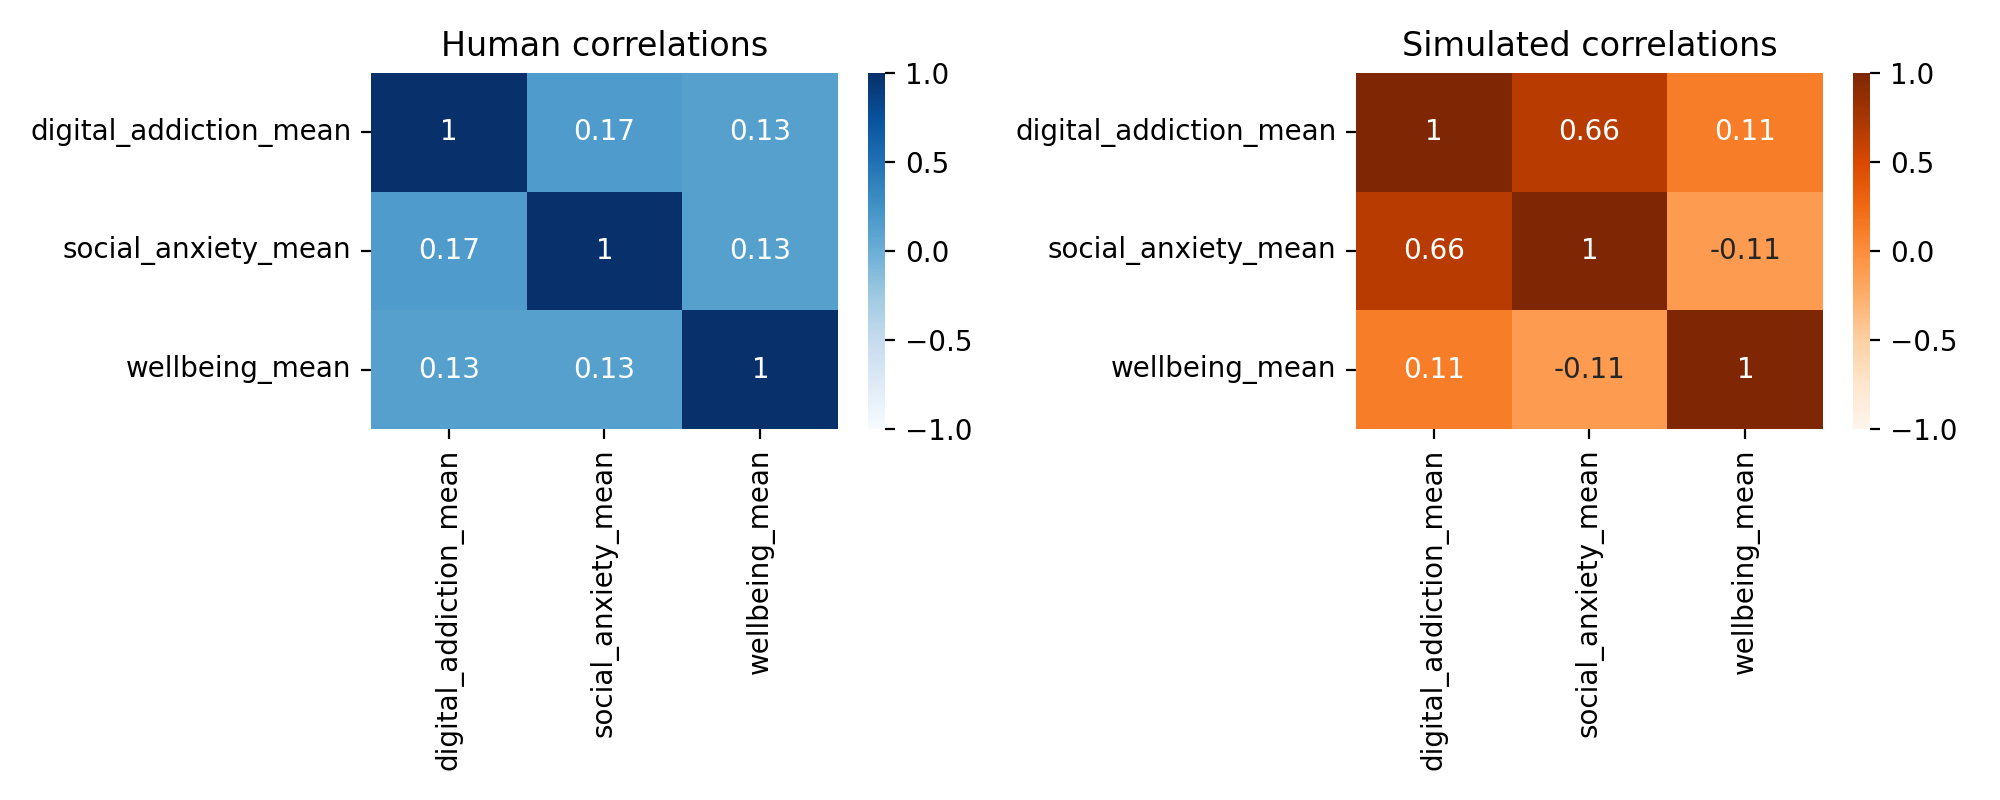 Human correlations
digital_addiction_mean
social_anxiety_mean
wellbeing_mean
1 0.17 0.13
0.17 1 0.13
0.13 0.13 1
digital_addiction_mean
social_anxiety_mean
wellbeing_mean
1.0
0.5
0.0
−0.5
−1.0
Simulated correlations
digital_addiction_mean
social_anxiety_mean
wellbeing_mean
1 0.66 0.11
0.66 1 -0.11
0.11 -0.11 1
digital_addiction_mean
social_anxiety_mean
wellbeing_mean
1.0
0.5
0.0
−0.5
−1.0